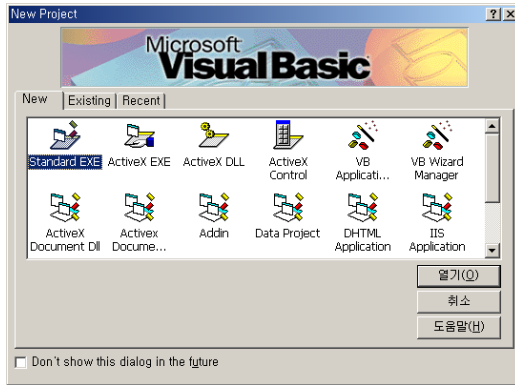 New Project
Microsoft
Visual Basic
New Existing Recent
Standard EXE ActiveX EXE ActiveX DLL ActiveX Control VB Applicati... VB Wizard Manager
ActiveX Document Dll Activex Docume... Addin Data Project DHTML Application IIS Application
열기(O)
취소
도움말(H)
Don't show this dialog in the future